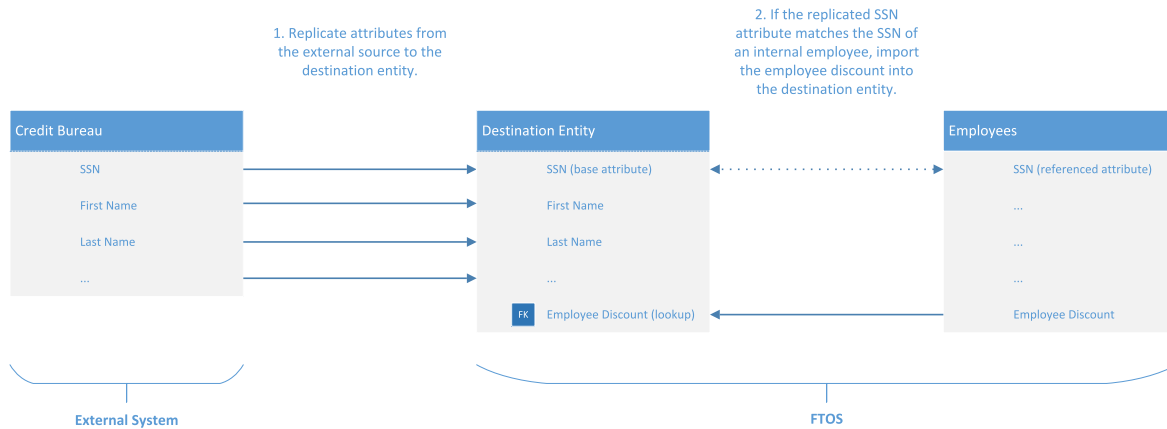 1. Replicate attributes from
the external source to the
destination entity.
2. If the replicated SSN
attribute matches the SSN of
an internal employee, import
the employee discount into
the destination entity.
Credit Bureau
SSN
First Name
Last Name
...
Destination Entity
SSN (base attribute)
First Name
Last Name
...
FK Employee Discount (lookup)
Employees
SSN (referenced attribute)
...
...
...
Employee Discount
External System
FTOS